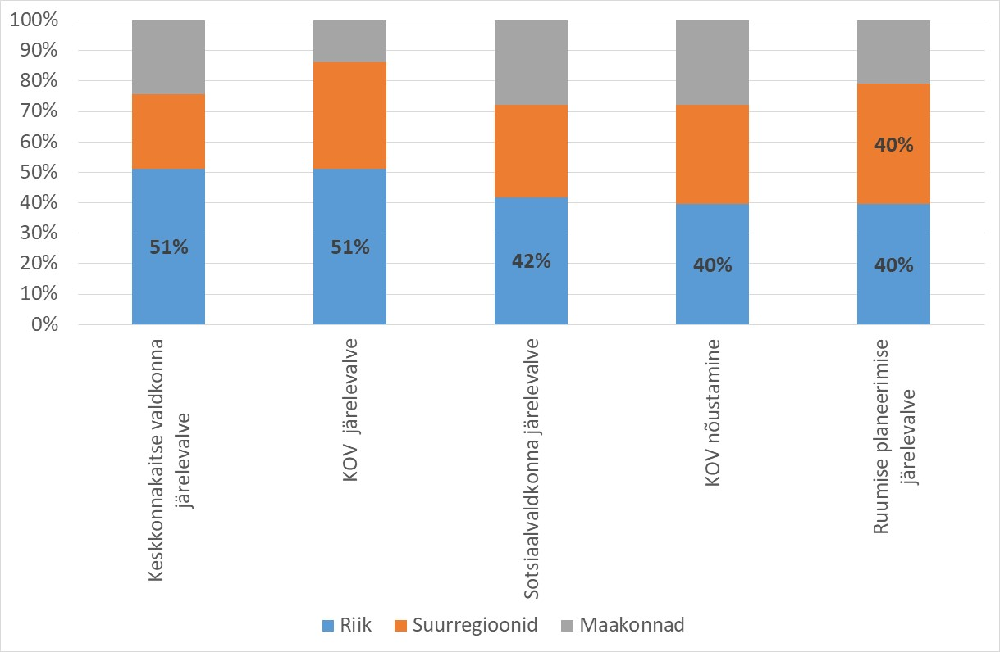 100%
90%
80%
70%
60%
50%
40%
30%
20%
10%
0%
51%
51%
42%
40%
40%
40%
Keskkonnakaitse valdkonna
järelevalve
KOV järelevalve
Sotsiaalvaldkonna järelevalve
KOV nõustamine
Ruumise planeerimise
järelevalve
Riik
Suurregioonid
Maakonnad